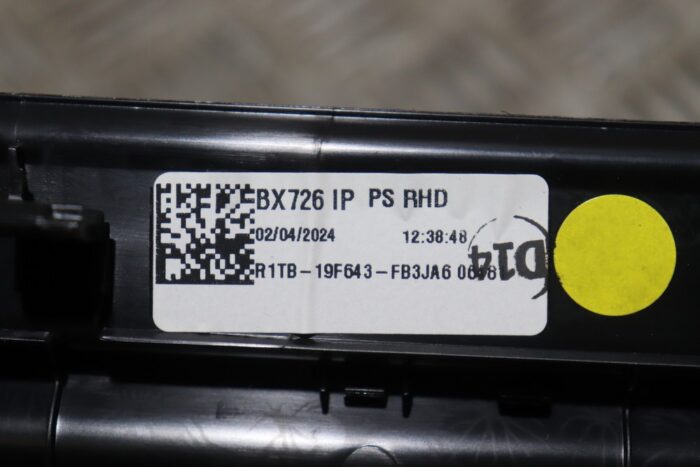 BX726 IP PS RHD
02/04/2024 12:38:48
R1TB-19F643-FB3JA6
D14